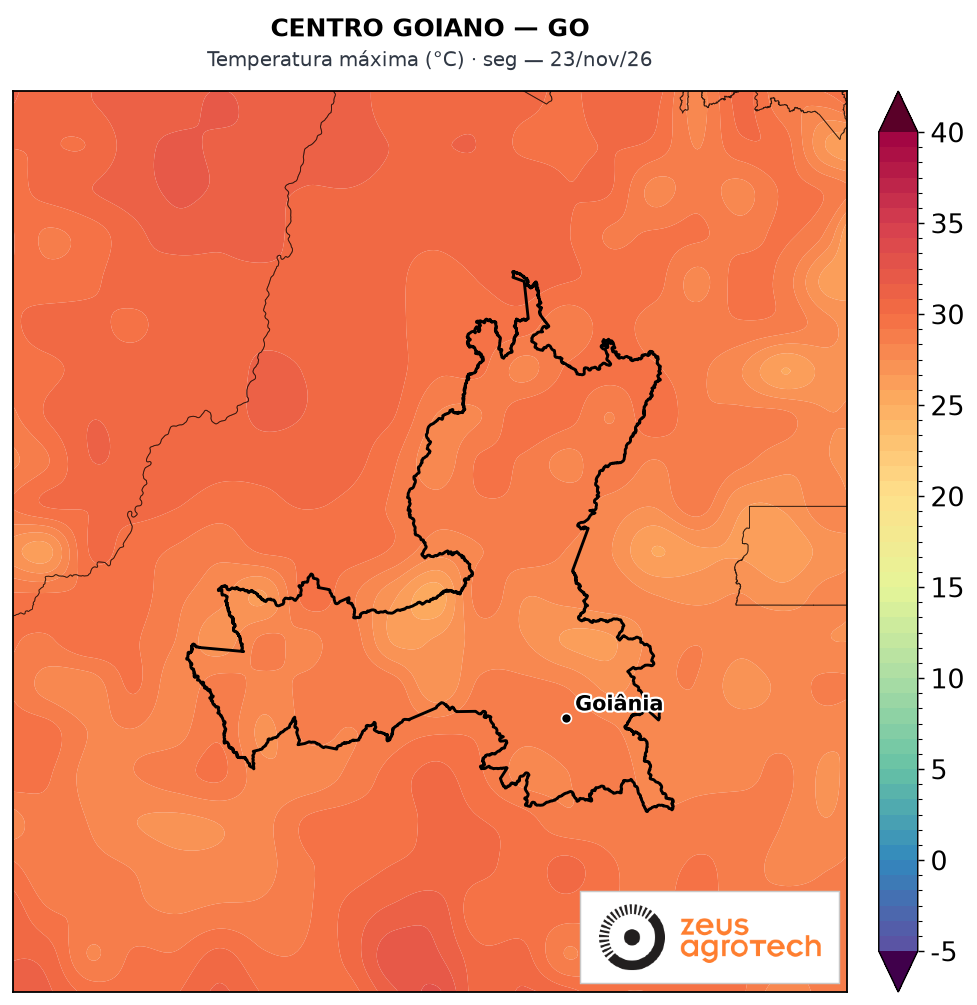 CENTRO GOIANO — GO
Temperatura máxima (°C) · seg — 23/nov/26
40
35
30
25
20
15
10
5
0
-5
Goiânia
zeus
agrotech